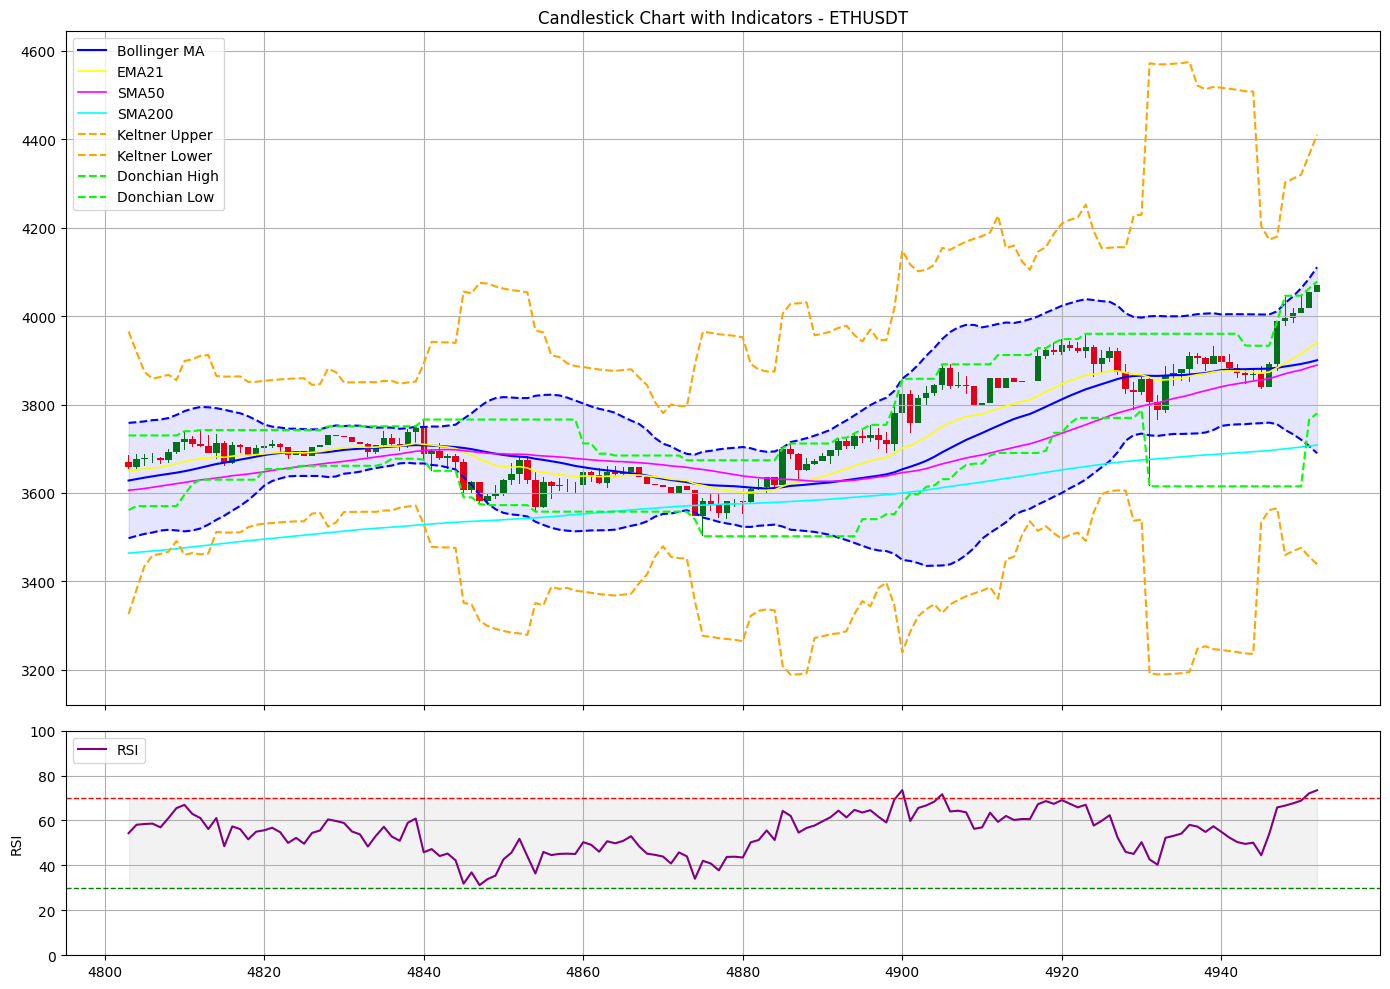 Candlestick Chart with Indicators - ETHUSDT
4600
4400
4200
4000
3800
3600
3400
3200
Bollinger MA
EMA21
SMA50
SMA200
Keltner Upper
Keltner Lower
Donchian High
Donchian Low
100
80
60
40
20
0
RSI
RSI
4800 4820 4840 4860 4880 4900 4920 4940